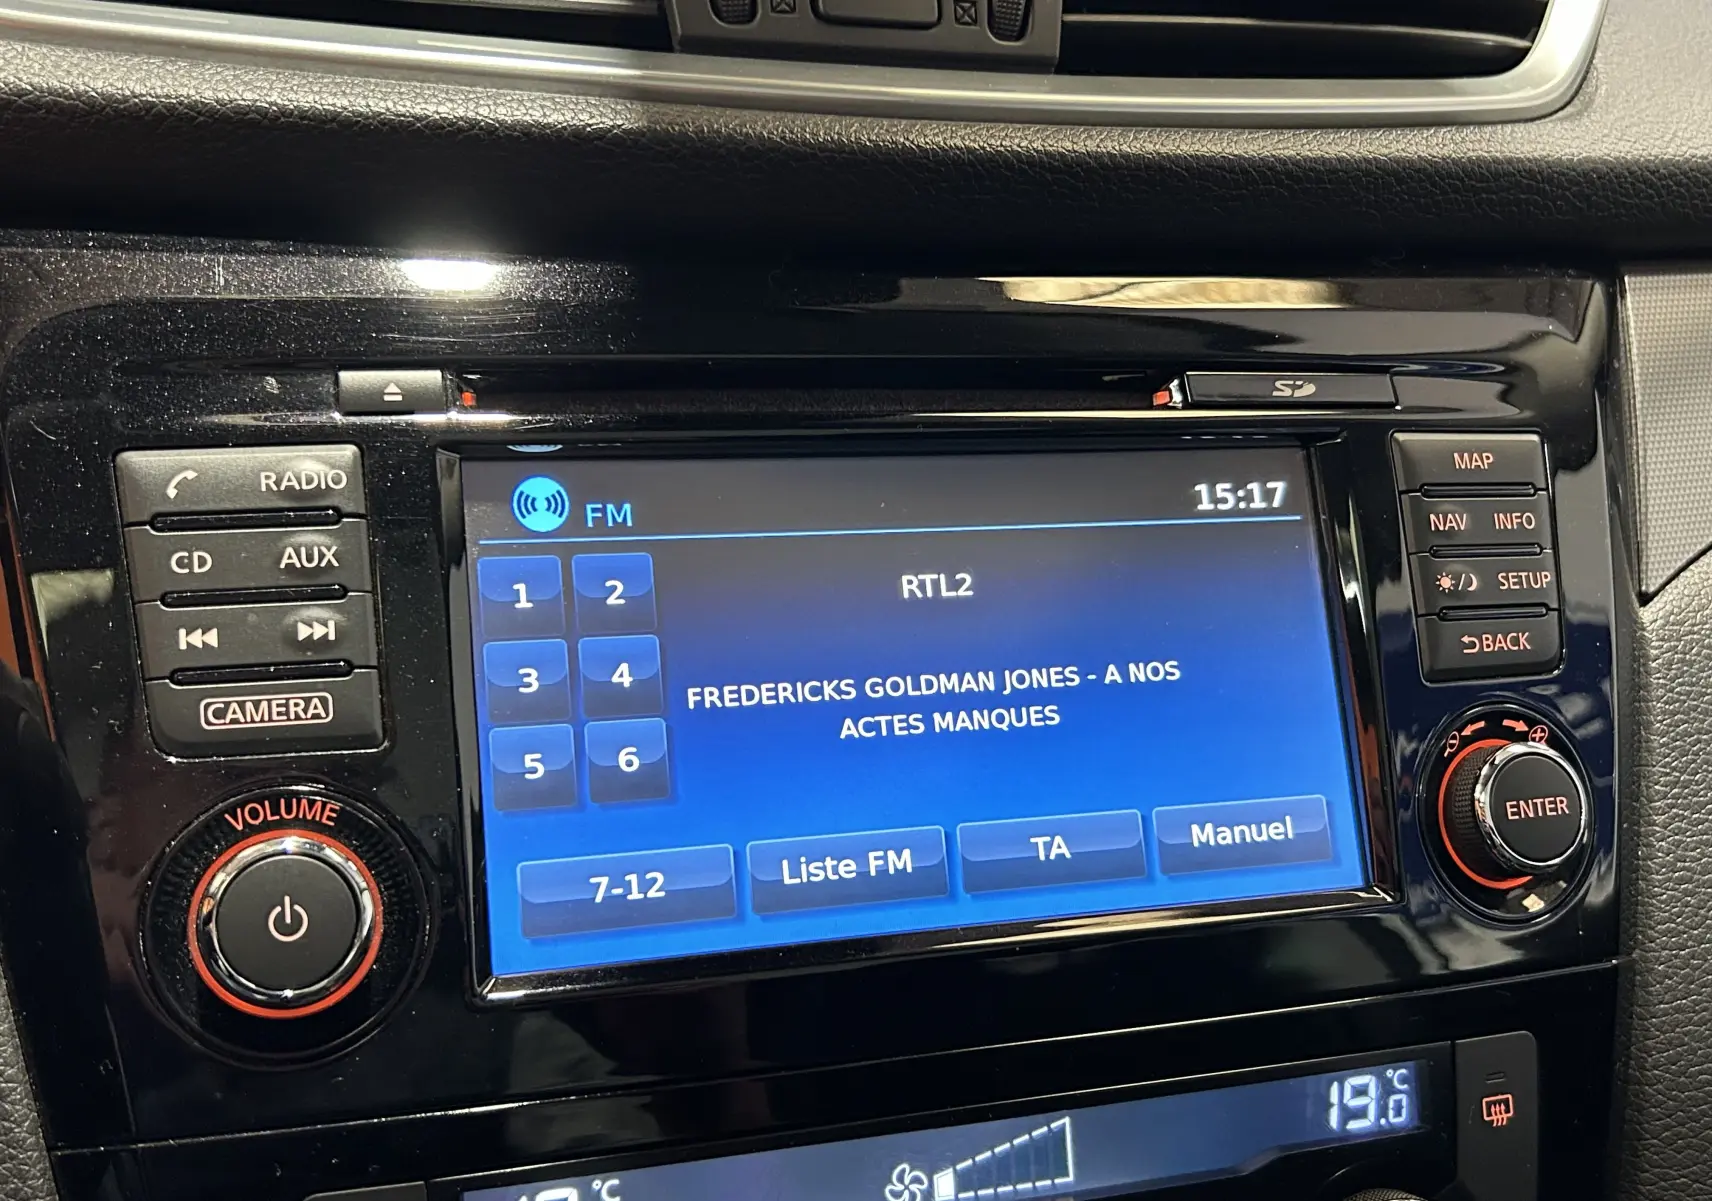 SD
RADIO
CD AUX
CAMERA
VOLUME
FM 15:17
1 2
RTL2
3 4
FREDERICKS GOLDMAN JONES - A NOS
ACTES MANQUES
5 6
7-12 Liste FM TA Manuel
MAP
NAV INFO
SETUP
BACK
ENTER
19.0 °C
°C